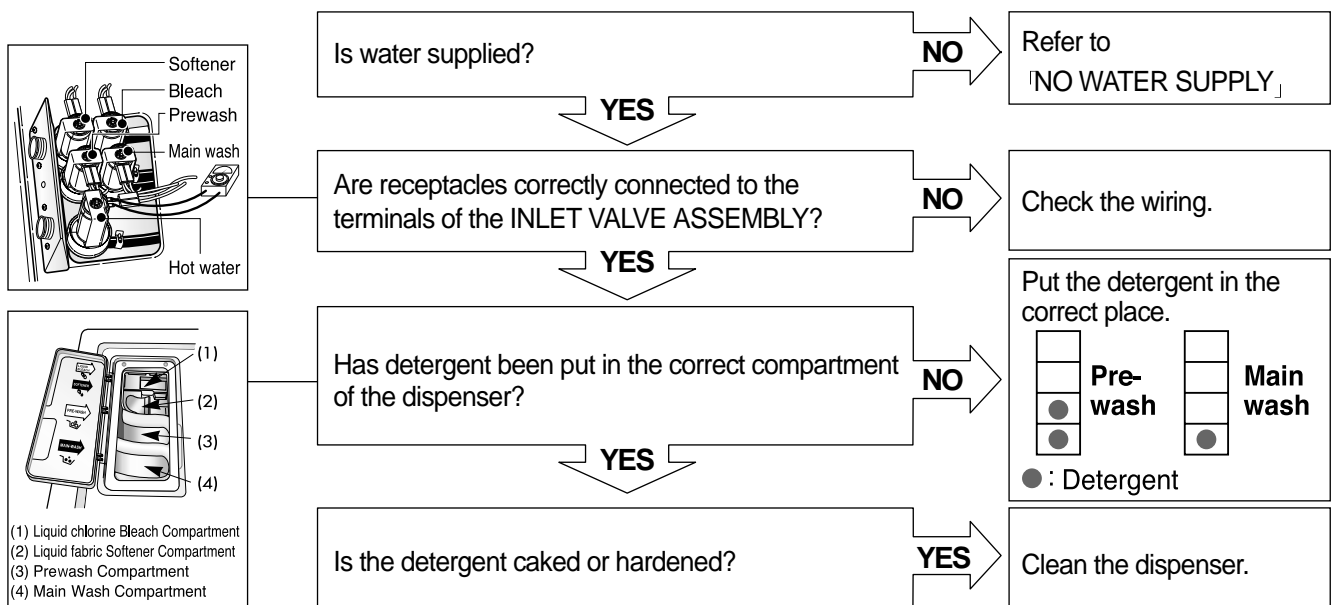 Is water supplied?
NO
Refer to
「NO WATER SUPPLY」
YES
Softener
Bleach
Prewash
Main wash
Hot water
Are receptacles correctly connected to the
terminals of the INLET VALVE ASSEMBLY?
NO
Check the wiring.
YES
(1)
(2)
(3)
(4)
(1) Liquid chlorine Bleach Compartment
(2) Liquid fabric Softener Compartment
(3) Prewash Compartment
(4) Main Wash Compartment
Has detergent been put in the correct compartment
of the dispenser?
NO
Put the detergent in the
correct place.
Pre-
wash
Main
wash
: Detergent
YES
Is the detergent caked or hardened?
YES
Clean the dispenser.
PRE-WASH
MAIN-WASH